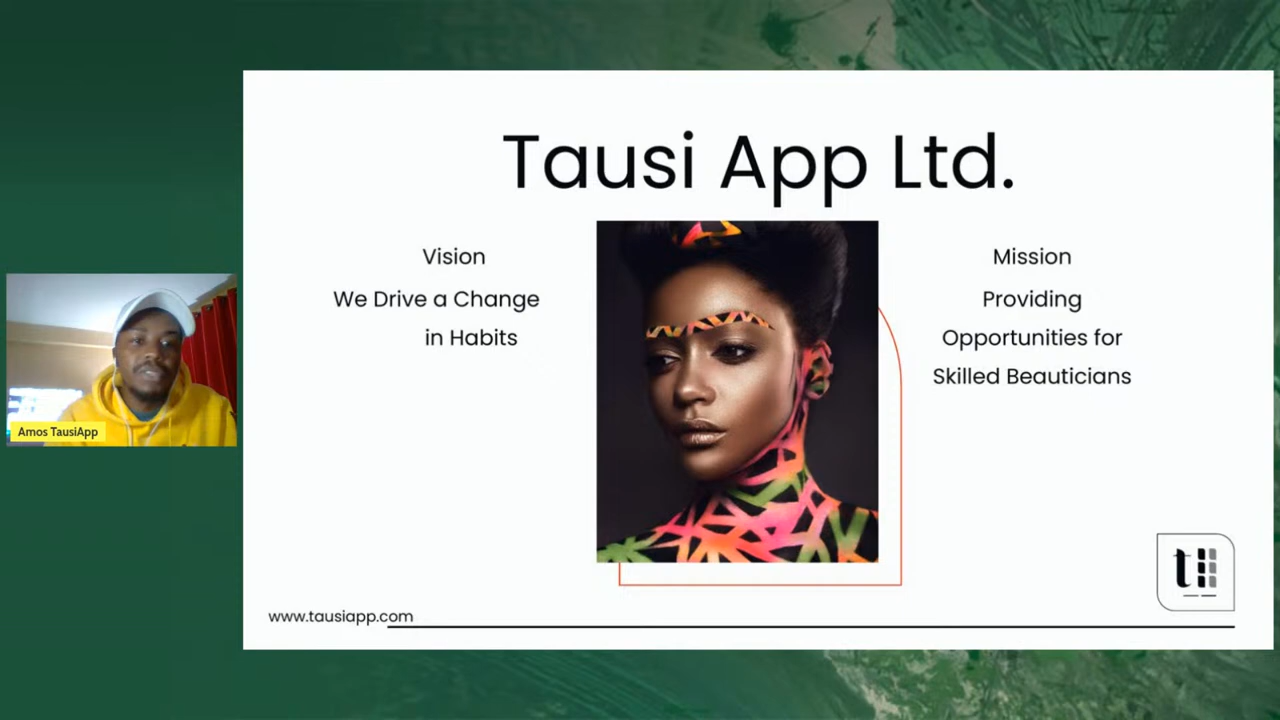 Tausi App Ltd.
Vision
We Drive a Change
in Habits
Mission
Providing
Opportunities for
Skilled Beauticians
Amos TausiApp
www.tausiapp.com
t